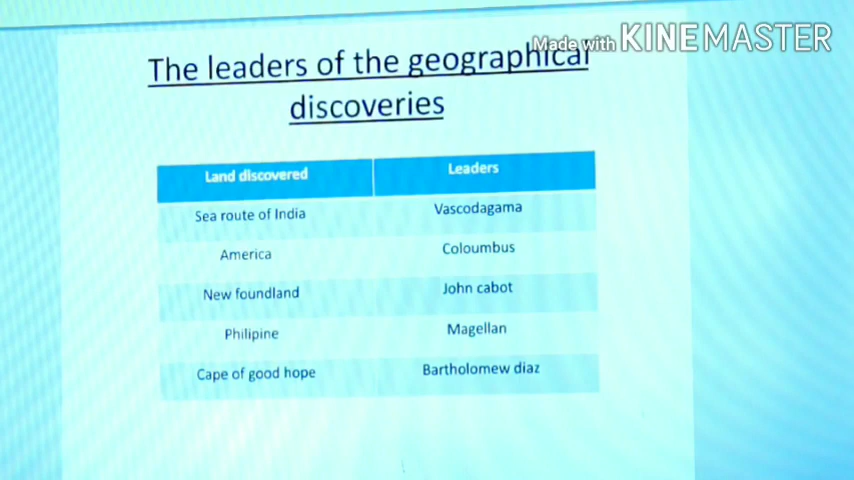 Made with KINEMASTER
The leaders of the geographical
discoveries
Land discovered Leaders
Sea route of India Vascodagama
America Coloumbus
New foundland John cabot
Philipine Magellan
Cape of good hope Bartholomew diaz